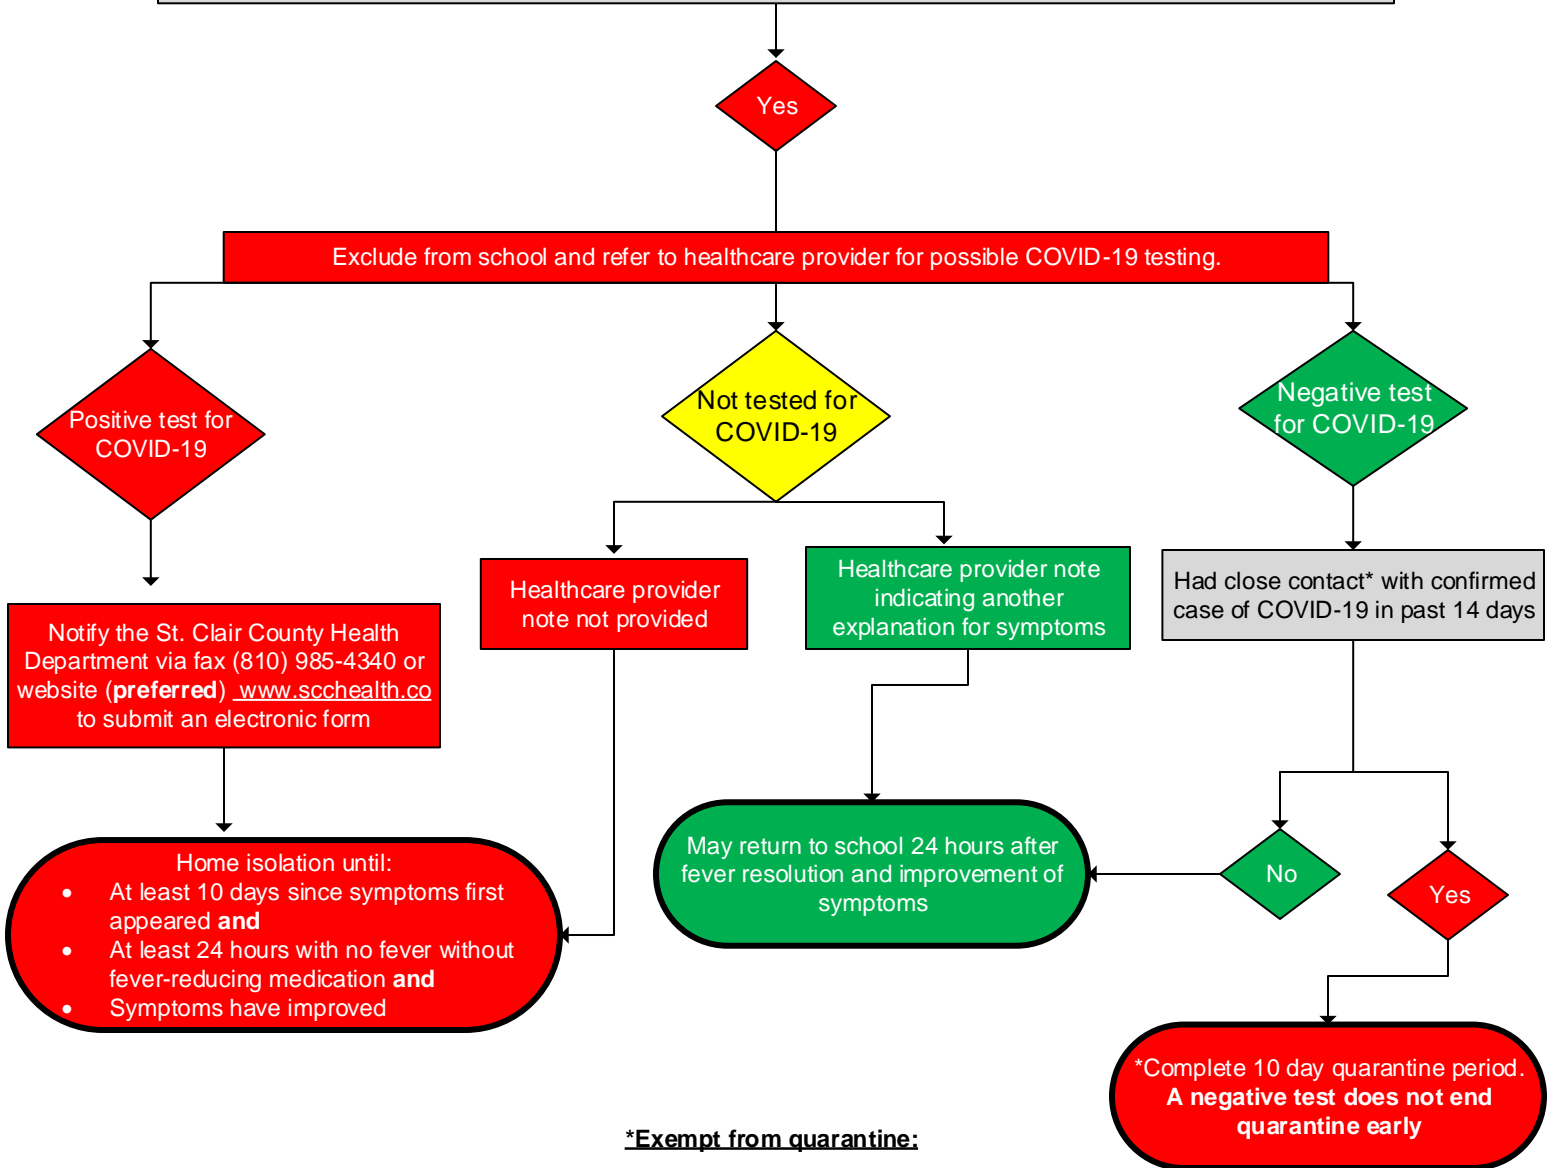 Yes
Exclude from school and refer to healthcare provider for possible COVID-19 testing.
Positive test for
COVID-19
Not tested for
COVID-19
Negative test
for COVID-19
Healthcare provider
note not provided
Healthcare provider note
indicating another
explanation for symptoms
Had close contact* with confirmed
case of COVID-19 in past 14 days
Notify the St. Clair County Health
Department via fax (810) 985-4340 or
website (preferred) www.scchealth.co
to submit an electronic form
Home isolation until:
• At least 10 days since symptoms first
appeared and
• At least 24 hours with no fever without
fever-reducing medication and
• Symptoms have improved
May return to school 24 hours after
fever resolution and improvement of
symptoms
No
Yes
*Complete 10 day quarantine period.
A negative test does not end
quarantine early
*Exempt from quarantine: